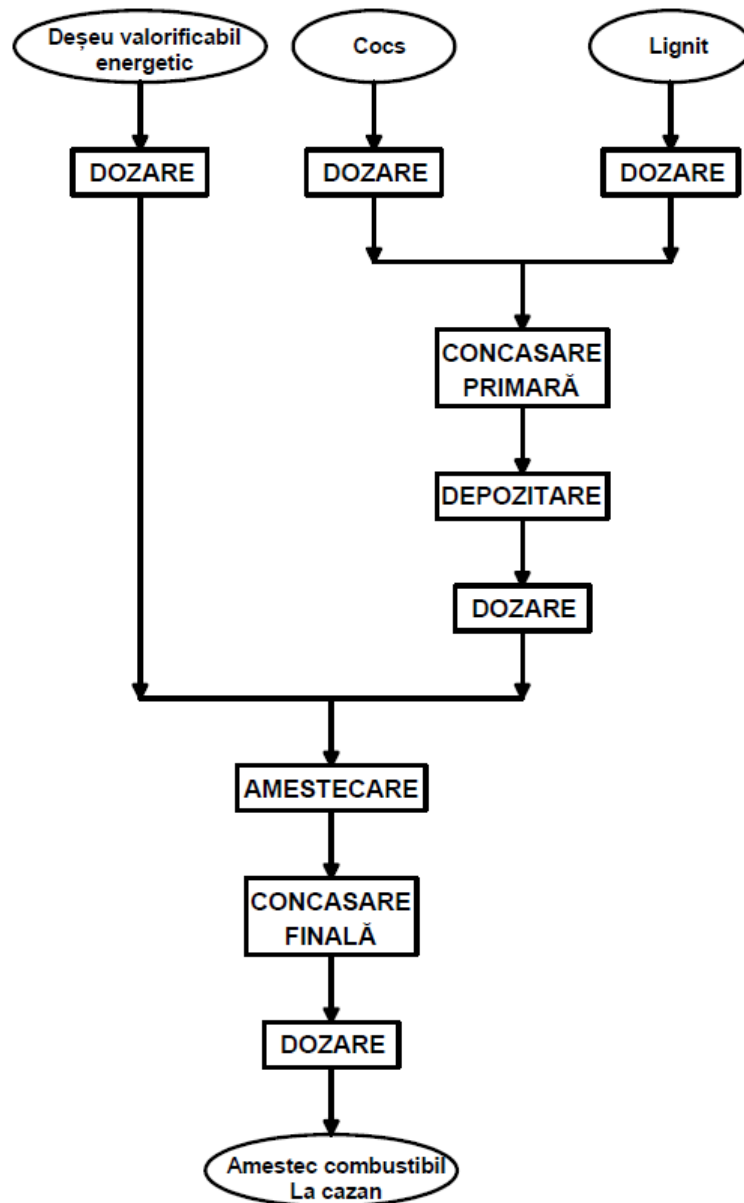 Deșeu valorificabil
energetic
Cocs
Lignit
DOZARE
DOZARE
DOZARE
CONCASARE
PRIMARĂ
DEPOZITARE
DOZARE
AMESTECARE
CONCASARE
FINALĂ
DOZARE
Amestec combustibil
La cazan